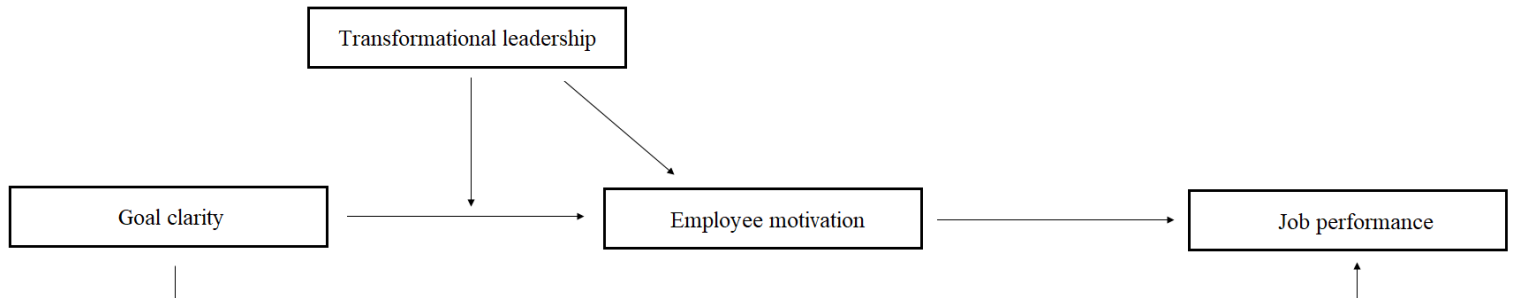 Transformational leadership
Goal clarity
Employee motivation
Job performance